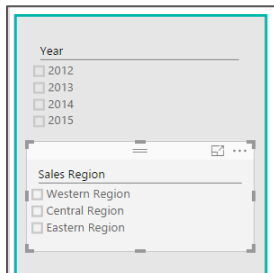 Year
2012
2013
2014
2015
Sales Region
Western Region
Central Region
Eastern Region